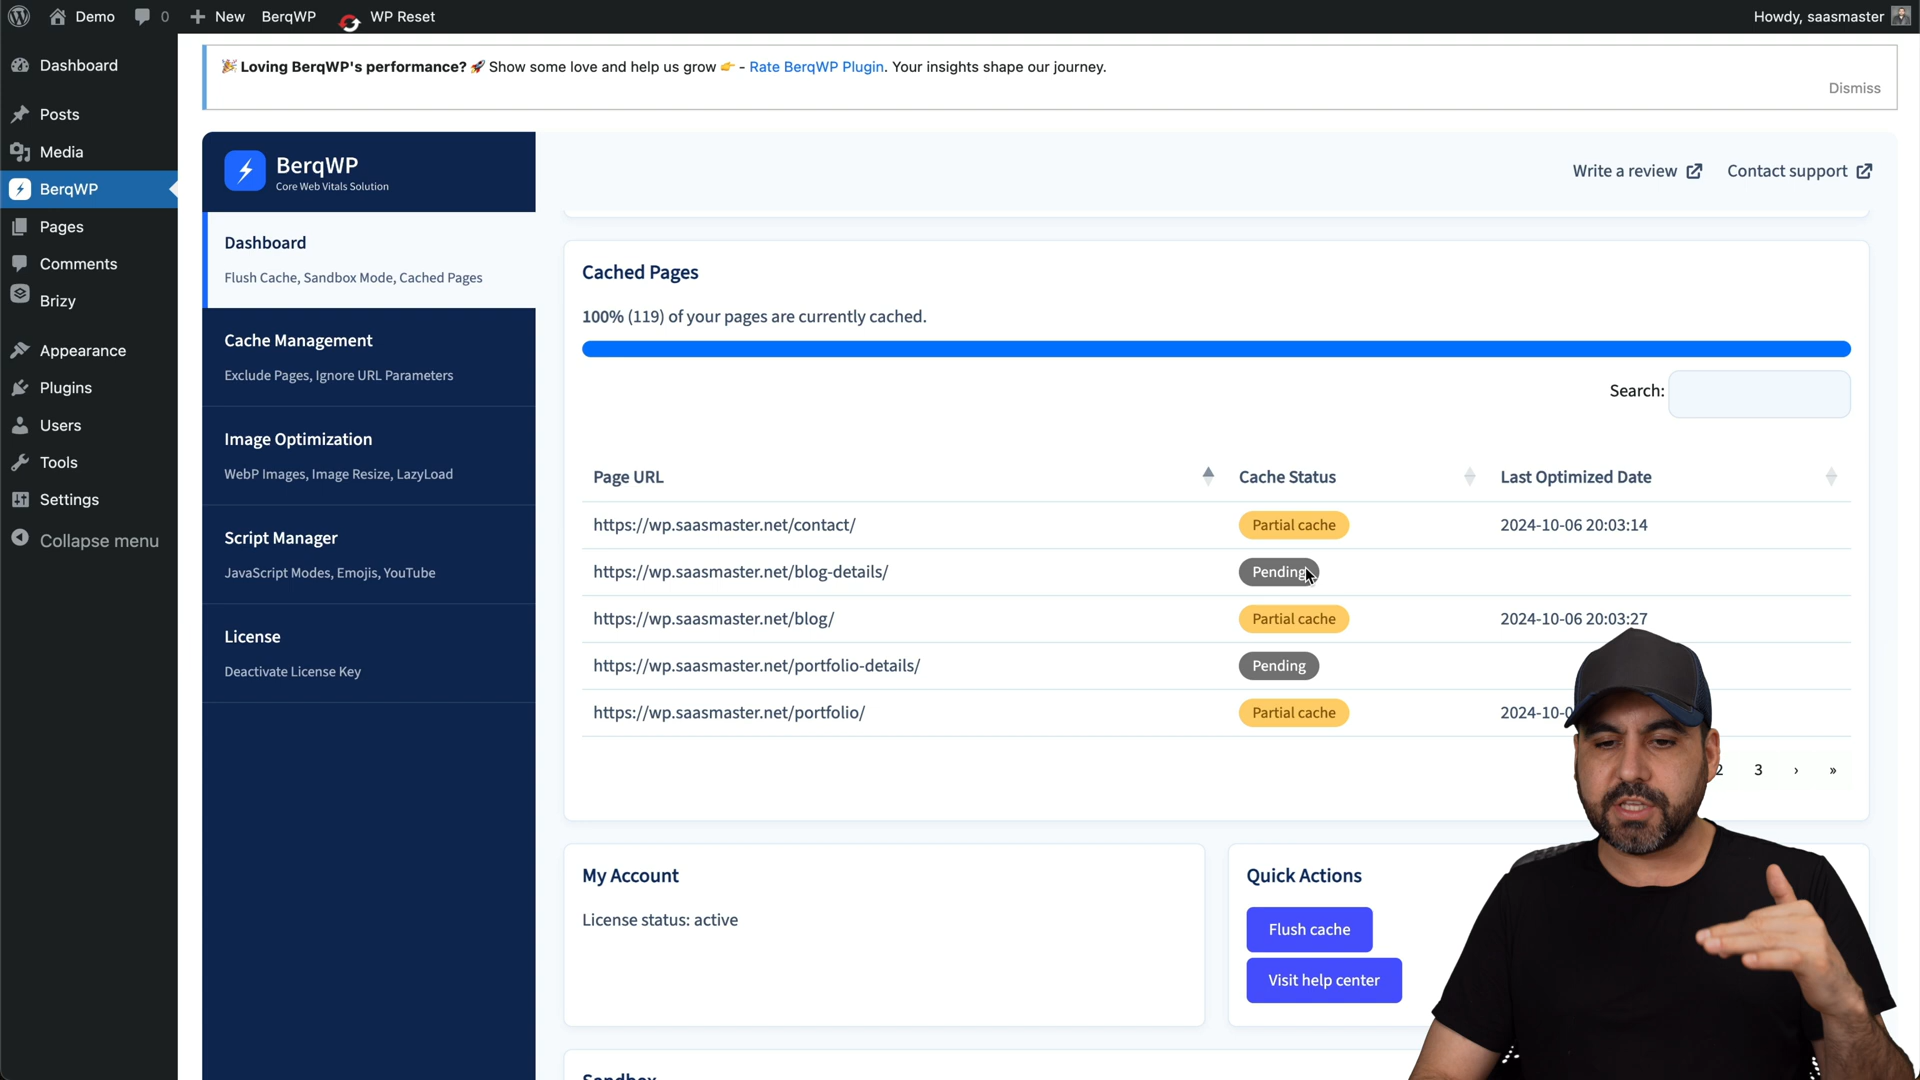 Demo 0 New BerqWP WP Reset Howdy, saasmaster
Dashboard
Posts
Media
BerqWP
Pages
Comments
Brizy
Appearance
Plugins
Users
Tools
Settings
Collapse menu
Loving BerqWP's performance? Show some love and help us grow - Rate BerqWP Plugin. Your insights shape our journey.
Dismiss
BerqWP
Core Web Vitals Solution
Write a review Contact support
Dashboard
Flush Cache, Sandbox Mode, Cached Pages
Cache Management
Exclude Pages, Ignore URL Parameters
Image Optimization
WebP Images, Image Resize, LazyLoad
Script Manager
JavaScript Modes, Emojis, YouTube
License
Deactivate License Key
Cached Pages
100% (119) of your pages are currently cached.
Search:
Page URL Cache Status Last Optimized Date
https://wp.saasmaster.net/contact/ Partial cache 2024-10-06 20:03:14
https://wp.saasmaster.net/blog-details/ Pending
https://wp.saasmaster.net/blog/ Partial cache 2024-10-06 20:03:27
https://wp.saasmaster.net/portfolio-details/ Pending
https://wp.saasmaster.net/portfolio/ Partial cache 2024-10-0
2 3 › »
My Account
License status: active
Quick Actions
Flush cache
Visit help center